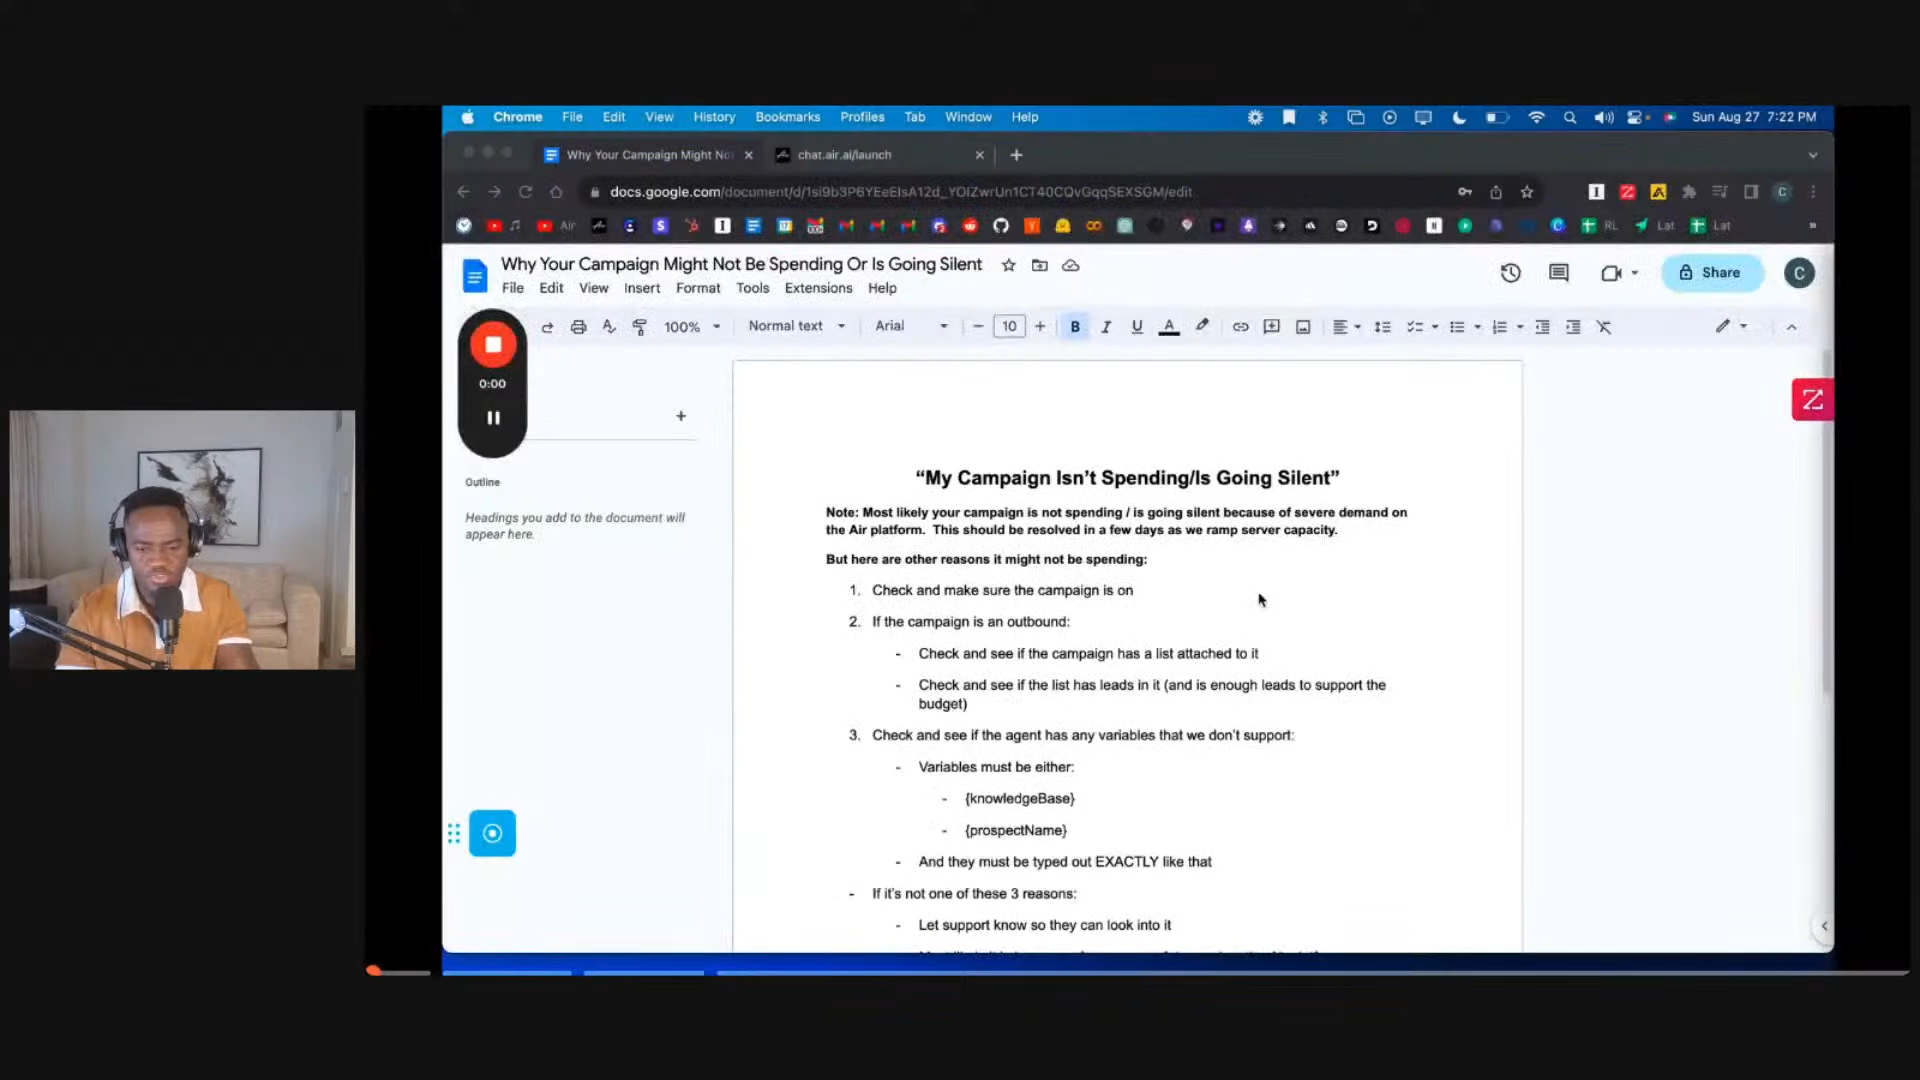 Chrome File Edit View History Bookmarks Profiles Tab Window Help Sun Aug 27 7:22 PM
Why Your Campaign Might No chat.air.ai/launch
docs.google.com/document/d/1si9b3P6YEeEIsA12d_YOIZwrUn1CT40CQvGqqSEXSGM/edit
Air RL Lat Lat
Why Your Campaign Might Not Be Spending Or Is Going Silent
File Edit View Insert Format Tools Extensions Help
Share
C
100% Normal text Arial 10 B I U A
0:00
Outline
Headings you add to the document will
appear here.
“My Campaign Isn’t Spending/Is Going Silent”
Note: Most likely your campaign is not spending / is going silent because of severe demand on
the Air platform. This should be resolved in a few days as we ramp server capacity.
But here are other reasons it might not be spending:
1. Check and make sure the campaign is on
2. If the campaign is an outbound:
- Check and see if the campaign has a list attached to it
- Check and see if the list has leads in it (and is enough leads to support the
budget)
3. Check and see if the agent has any variables that we don’t support:
- Variables must be either:
- {knowledgeBase}
- {prospectName}
- And they must be typed out EXACTLY like that
- If it’s not one of these 3 reasons:
- Let support know so they can look into it